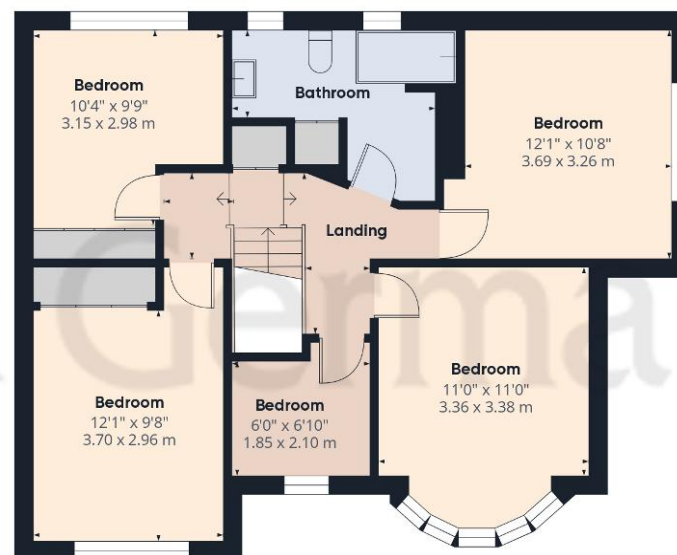 Bedroom
10'4" x 9'9"
3.15 x 2.98 m
Bathroom
Bedroom
12'1" x 10'8"
3.69 x 3.26 m
Landing
Bedroom
12'1" x 9'8"
3.70 x 2.96 m
Bedroom
6'0" x 6'10"
1.85 x 2.10 m
Bedroom
11'0" x 11'0"
3.36 x 3.38 m
Germa